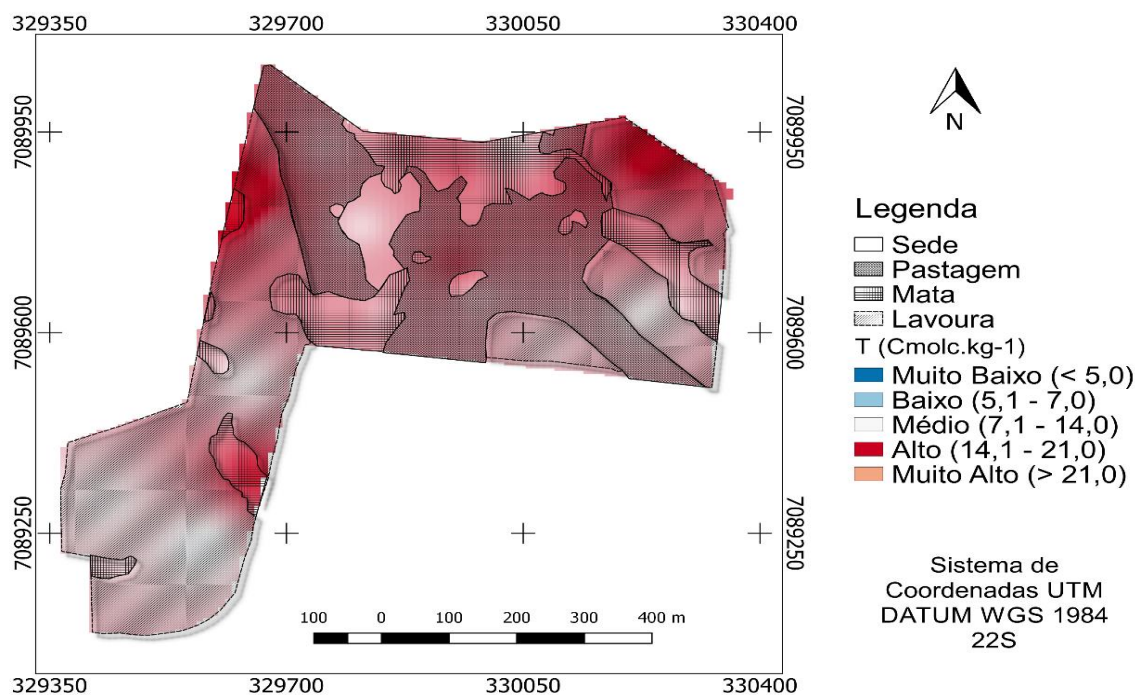 329350 329700 330050 330400
7089950 7089950
7089600 7089600
7089250 7089250
329350 329700 330050 330400
100 0 100 200 300 400 m
N
Legenda
Sede
Pastagem
Mata
Lavoura
T (Cmolc.kg-1)
Muito Baixo (< 5,0)
Baixo (5,1 - 7,0)
Médio (7,1 - 14,0)
Alto (14,1 - 21,0)
Muito Alto (> 21,0)
Sistema de
Coordenadas UTM
DATUM WGS 1984
22S